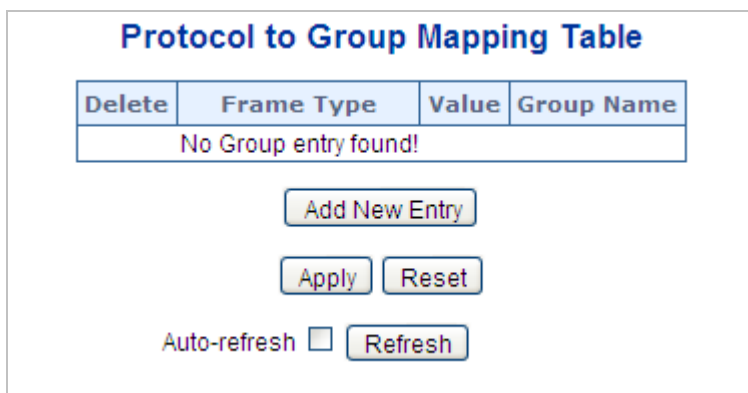 Protocol to Group Mapping Table
Delete Frame Type Value Group Name
No Group entry found!
Add New Entry
Apply Reset
Auto-refresh Refresh